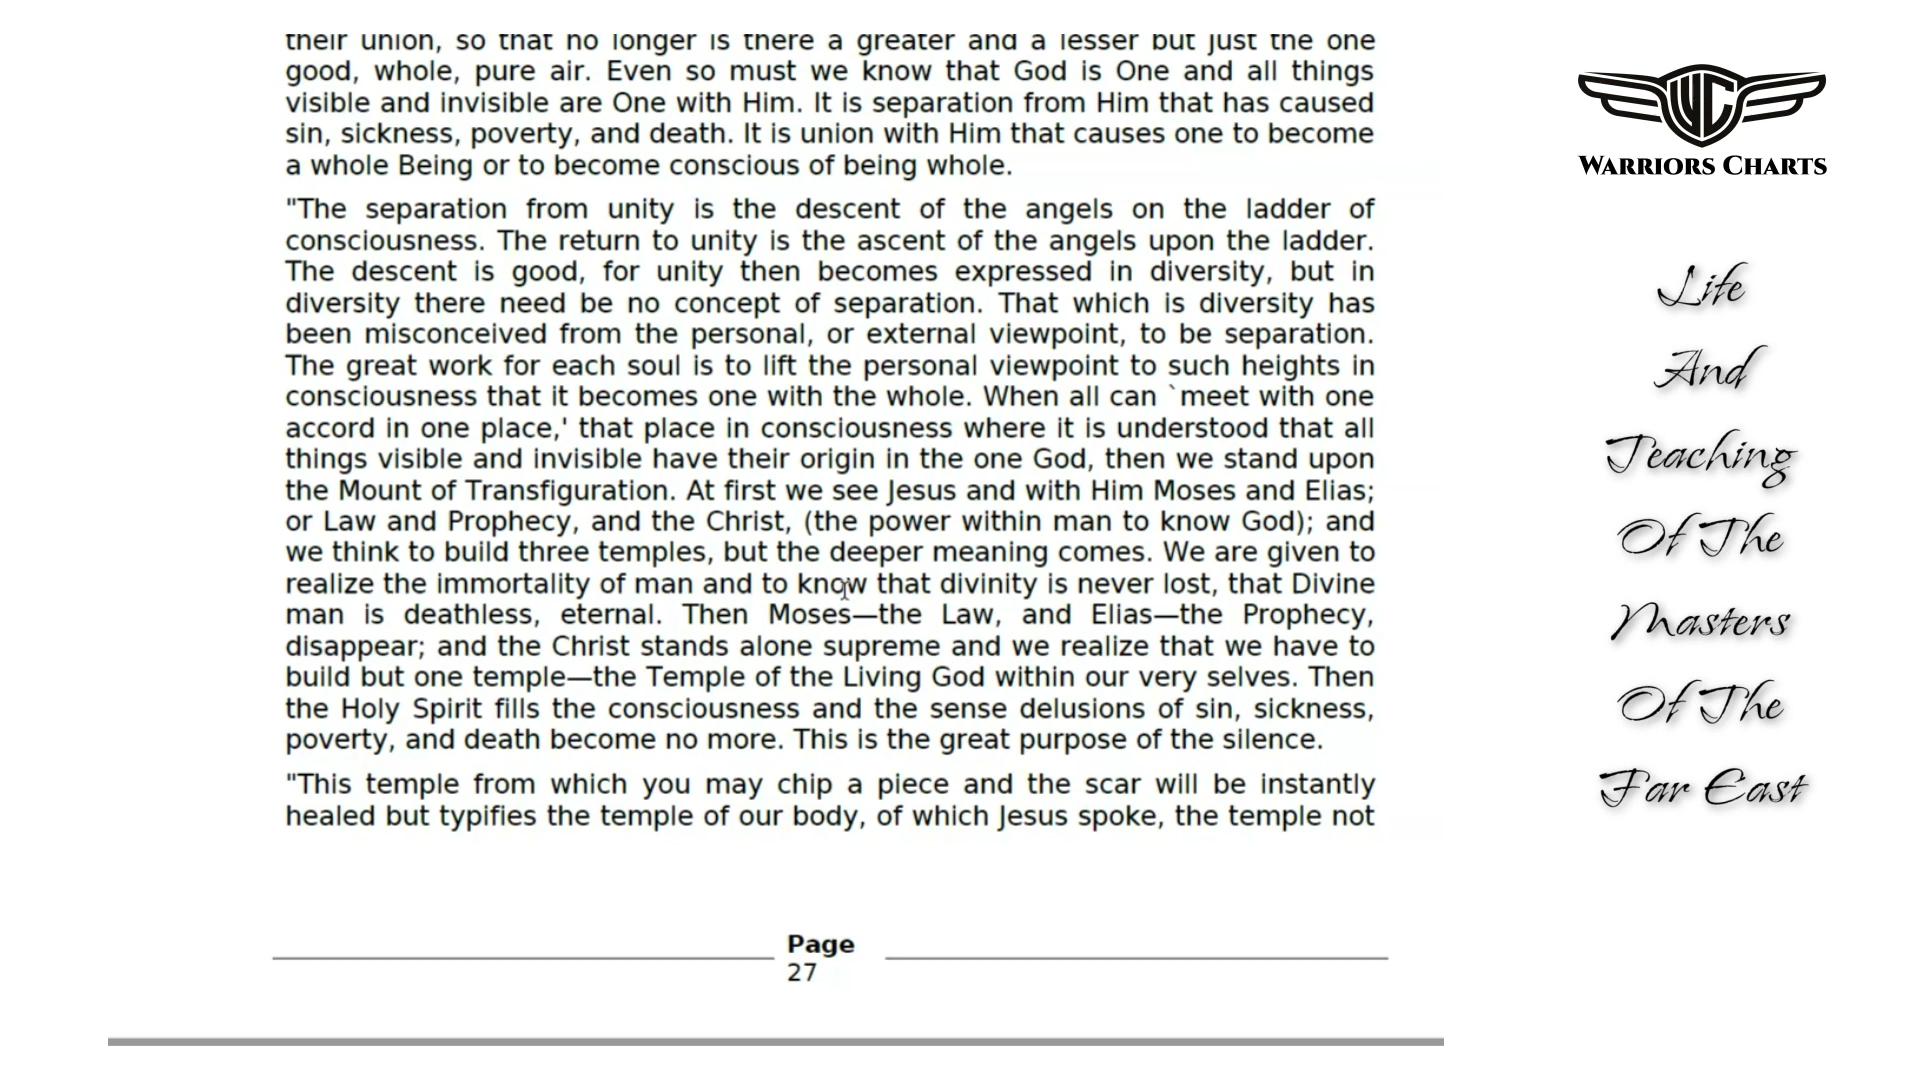 their union, so that no longer is there a greater and a lesser but just the one
good, whole, pure air. Even so must we know that God is One and all things
visible and invisible are One with Him. It is separation from Him that has caused
sin, sickness, poverty, and death. It is union with Him that causes one to become
a whole Being or to become conscious of being whole.
"The separation from unity is the descent of the angels on the ladder of
consciousness. The return to unity is the ascent of the angels upon the ladder.
The descent is good, for unity then becomes expressed in diversity, but in
diversity there need be no concept of separation. That which is diversity has
been misconceived from the personal, or external viewpoint, to be separation.
The great work for each soul is to lift the personal viewpoint to such heights in
consciousness that it becomes one with the whole. When all can `meet with one
accord in one place,' that place in consciousness where it is understood that all
things visible and invisible have their origin in the one God, then we stand upon
the Mount of Transfiguration. At first we see Jesus and with Him Moses and Elias;
or Law and Prophecy, and the Christ, (the power within man to know God); and
we think to build three temples, but the deeper meaning comes. We are given to
realize the immortality of man and to know that divinity is never lost, that Divine
man is deathless, eternal. Then Moses—the Law, and Elias—the Prophecy,
disappear; and the Christ stands alone supreme and we realize that we have to
build but one temple—the Temple of the Living God within our very selves. Then
the Holy Spirit fills the consciousness and the sense delusions of sin, sickness,
poverty, and death become no more. This is the great purpose of the silence.
"This temple from which you may chip a piece and the scar will be instantly
healed but typifies the temple of our body, of which Jesus spoke, the temple not
Page
27
WC
WARRIORS CHARTS
Life
And
Teaching
Of The
Masters
Of The
Far East